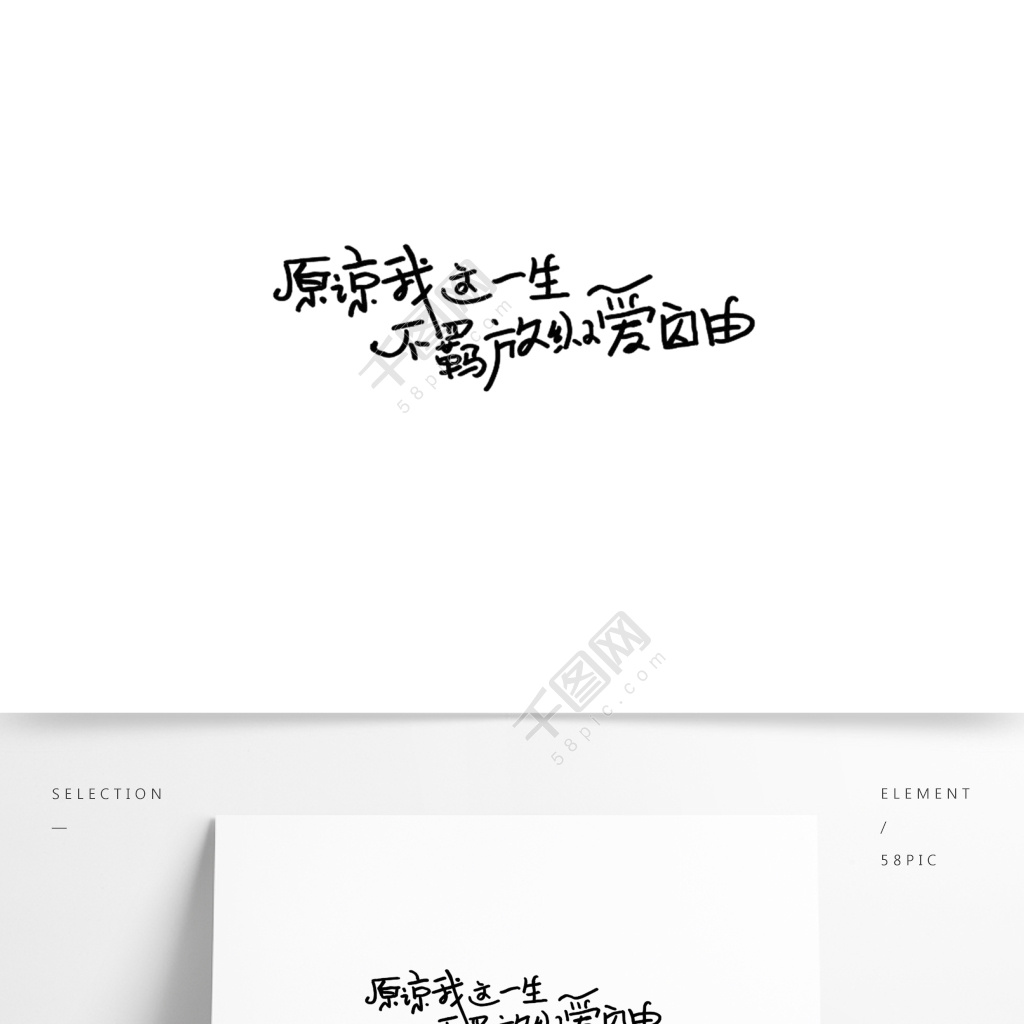 原谅我这一生
不羁放纵爱自由
千图网
58pic.com
千图网
58pic.com
SELECTION
—
ELEMENT
/
58PIC
原谅我这一生
不羁放纵爱自由